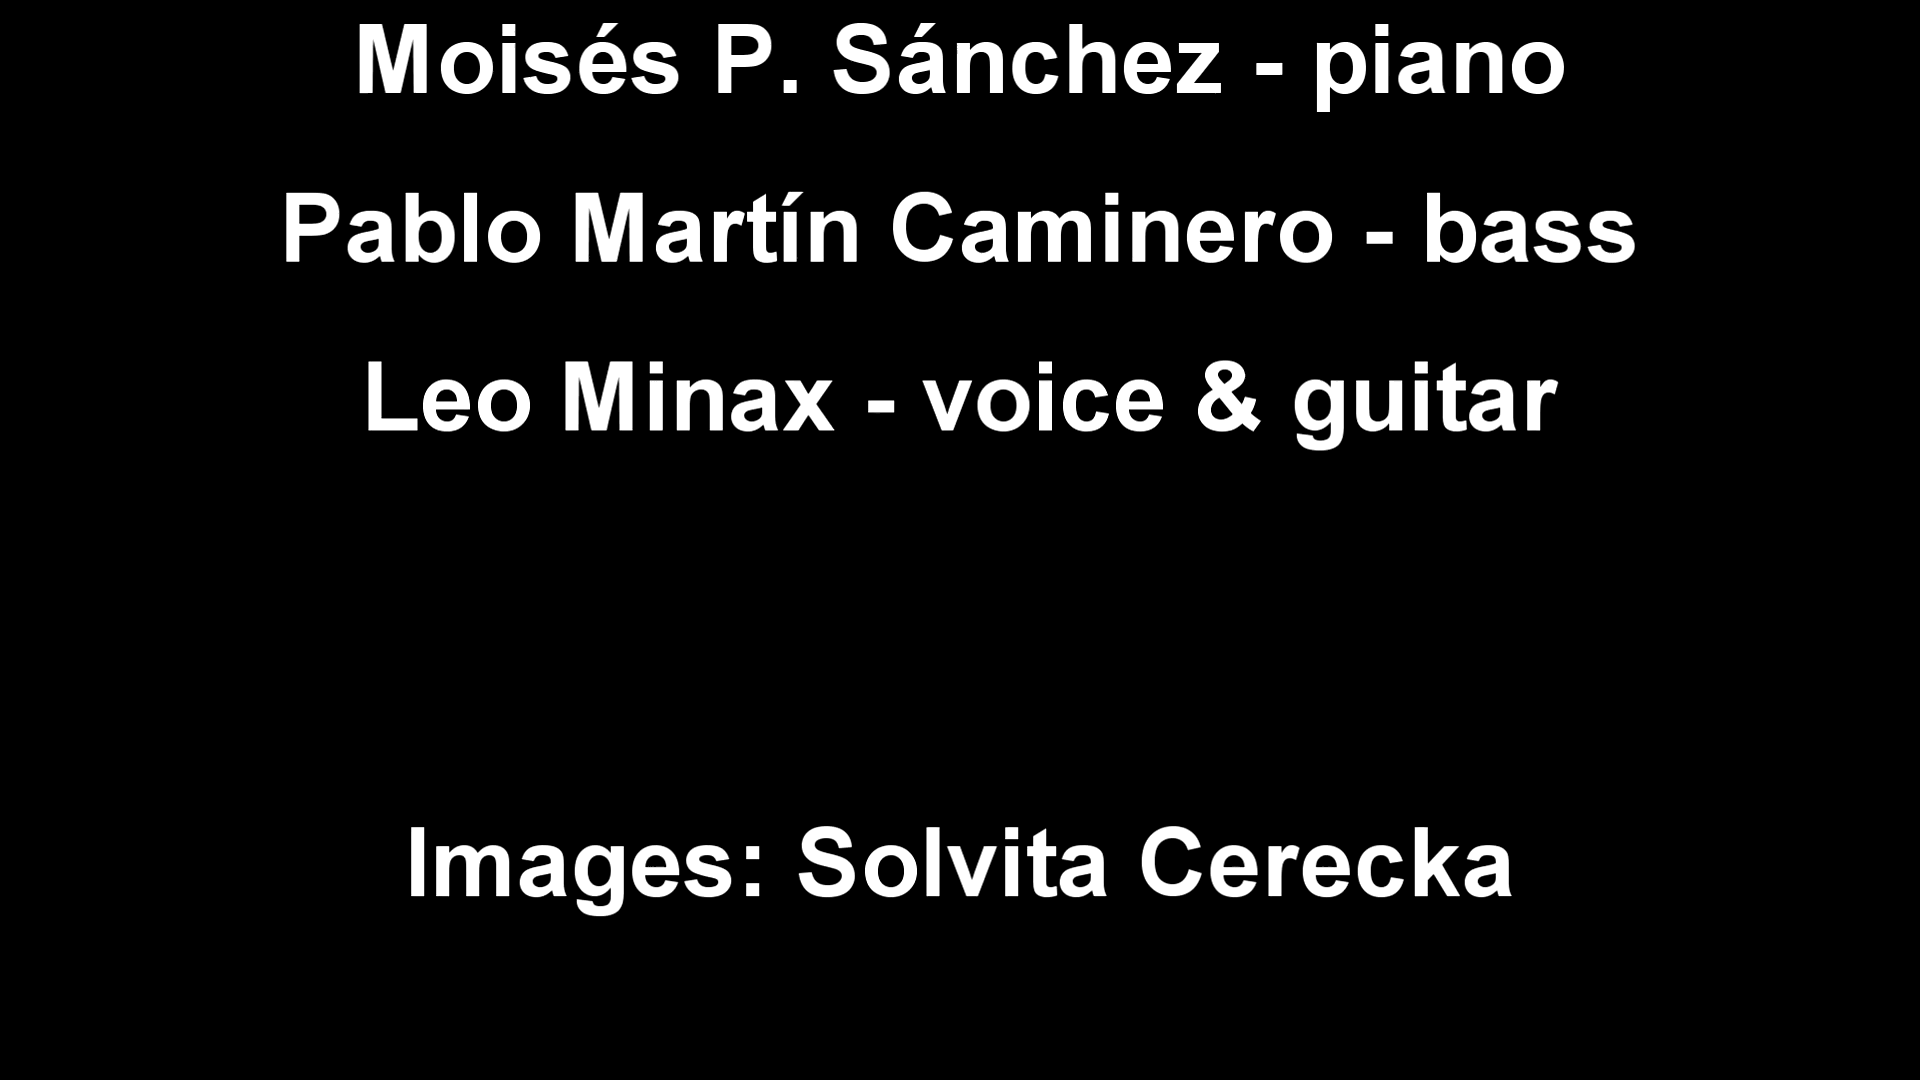 Moisés P. Sánchez - piano
Pablo Martín Caminero - bass
Leo Minax - voice & guitar
Images: Solvita Cerecka